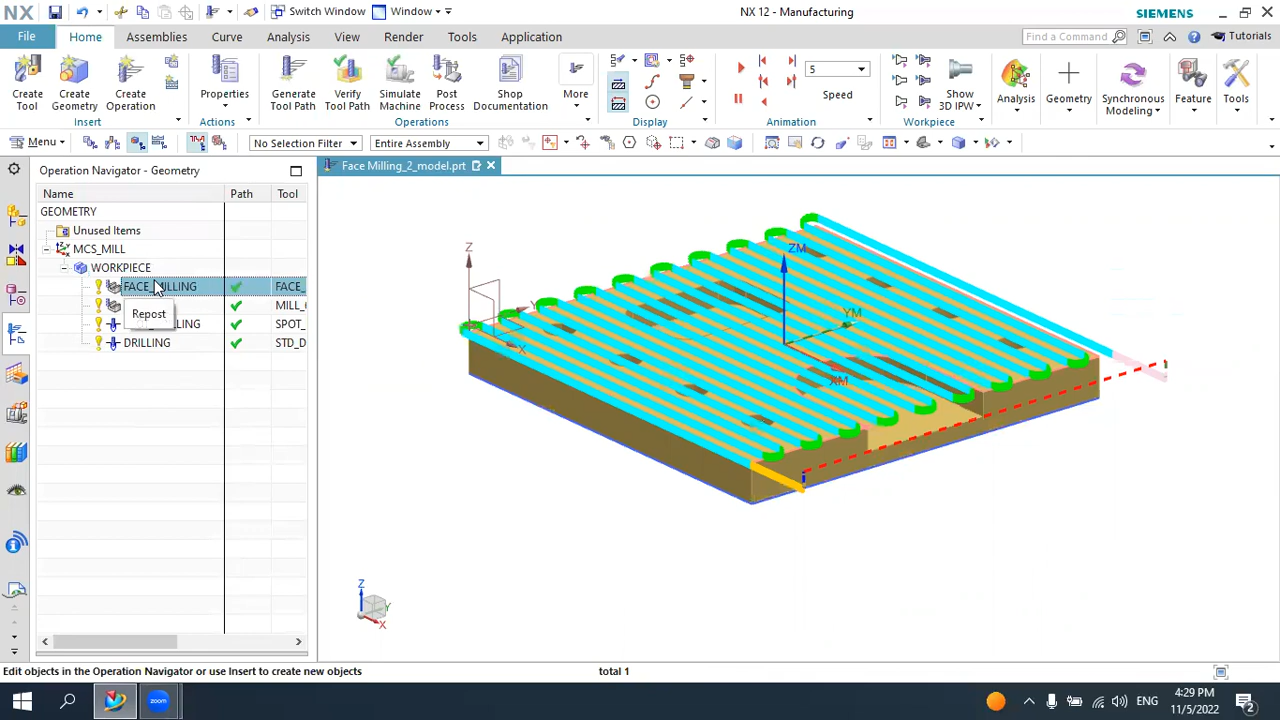 NX
Switch Window
Window
NX 12 - Manufacturing
SIEMENS
File
Home
Assemblies
Curve
Analysis
View
Render
Tools
Application
Find a Command
Tutorials
Create
Tool
Create
Geometry
Create
Operation
Properties
Generate
Tool Path
Verify
Tool Path
Simulate
Machine
Post
Process
Shop
Documentation
More
5
Speed
Show
3D IPW
Analysis
Geometry
Synchronous
Modeling
Feature
Tools
Insert
Actions
Operations
Display
Animation
Workpiece
Menu
No Selection Filter
Entire Assembly
Operation Navigator - Geometry
Face Milling_2_model.prt
Name
Path
Tool
GEOMETRY
Unused Items
MCS_MILL
WORKPIECE
FACE_MILLING
FACE_
Repost
MILL_
LING
SPOT_
DRILLING
STD_D
Z
Y
X
ZM
YM
XM
Z
Y
X
Edit objects in the Operation Navigator or use Insert to create new objects
total 1
zoom
ENG
4:29 PM
11/5/2022
2